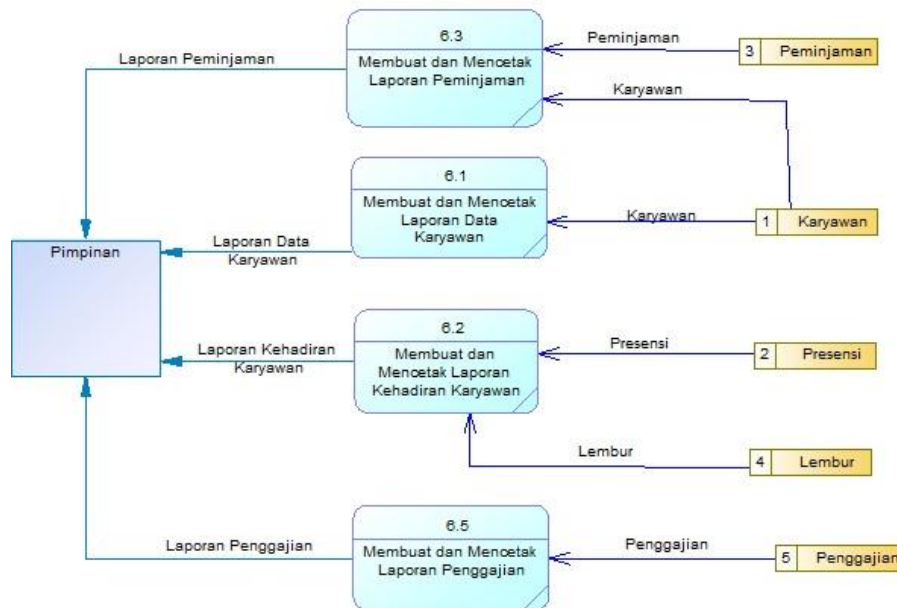 6.3
Membuat dan Mencetak
Laporan Peminjaman
Peminjaman
3 Peminjaman
Laporan Peminjaman
Karyawan
6.1
Membuat dan Mencetak
Laporan Data
Karyawan
Karyawan
1 Karyawan
Pimpinan
Laporan Data
Karyawan
6.2
Membuat dan
Mencetak Laporan
Kehadiran Karyawan
Presensi
2 Presensi
Laporan Kehadiran
Karyawan
Lembur
4 Lembur
6.5
Membuat dan Mencetak
Laporan Penggajian
Laporan Penggajian
Penggajian
5 Penggajian